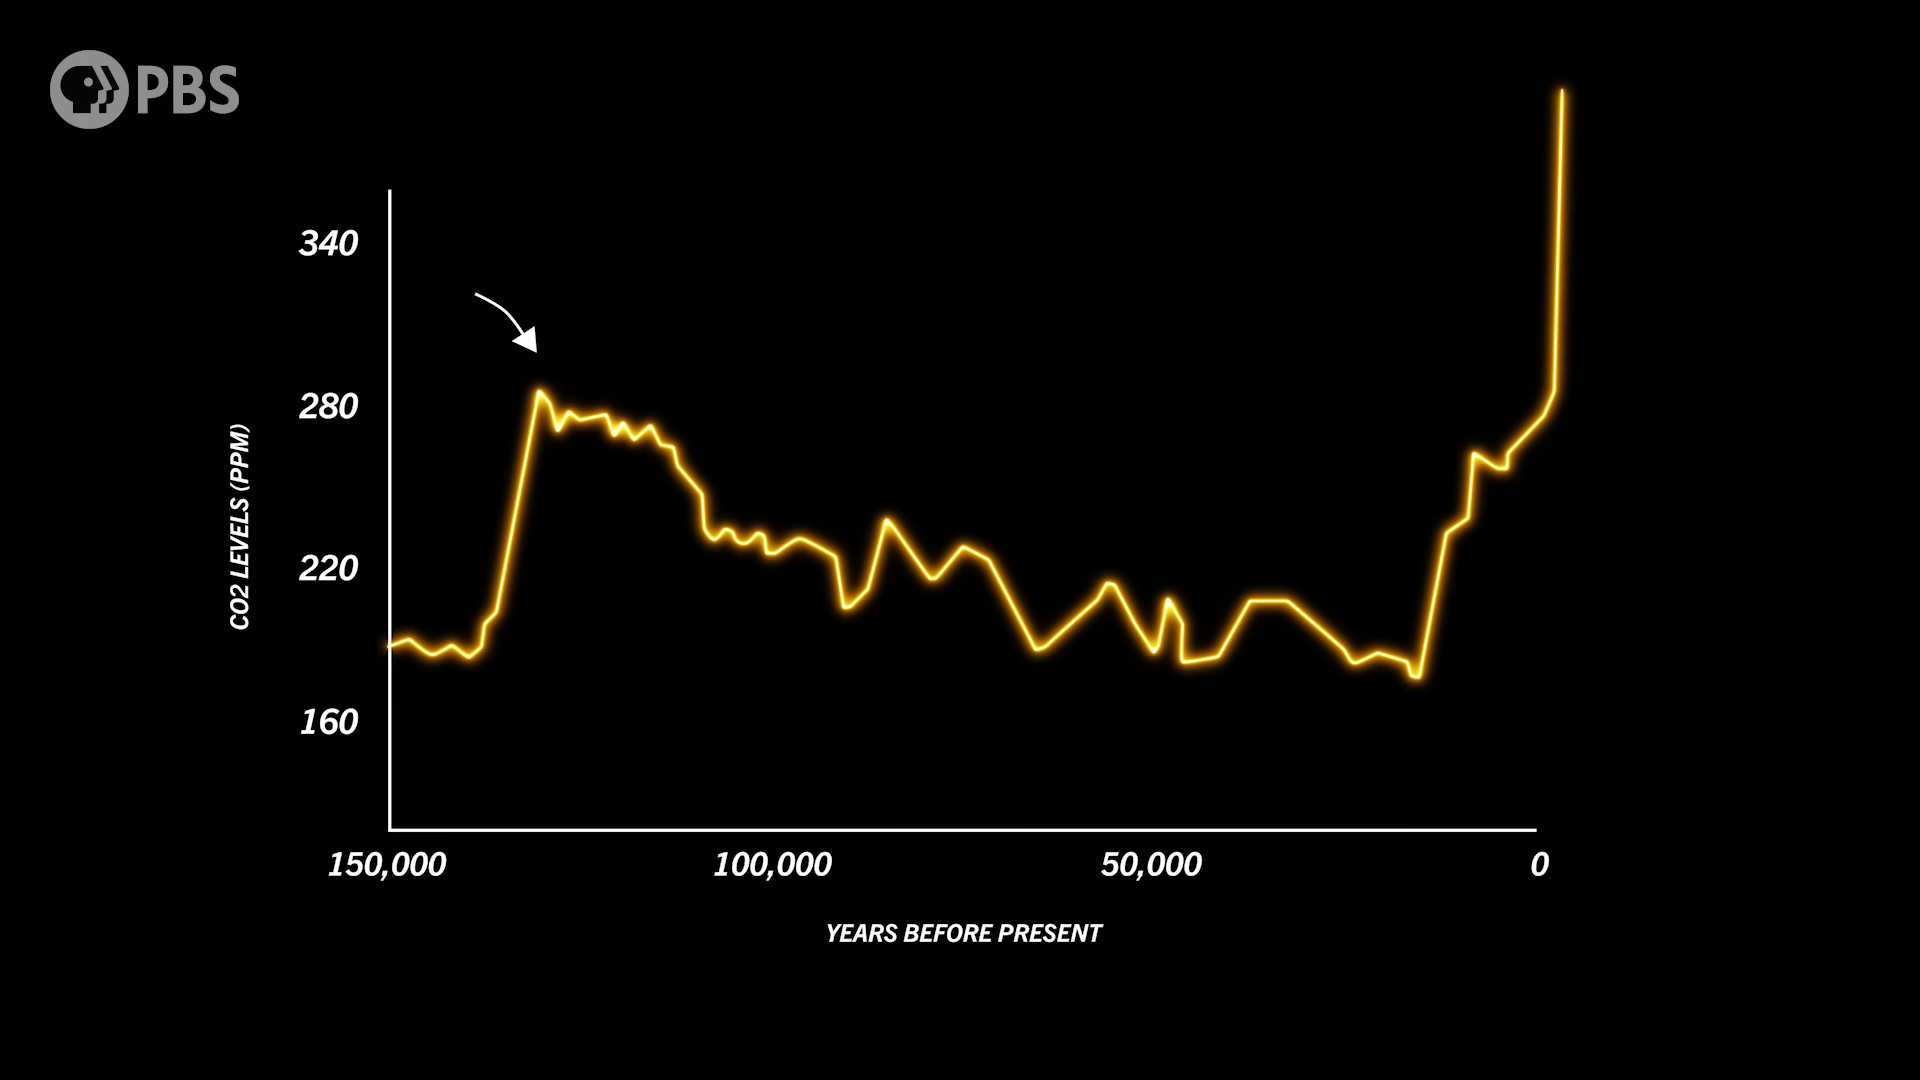 PBS
340
280
220
160
CO2 LEVELS (PPM)
150,000 100,000 50,000 0
YEARS BEFORE PRESENT